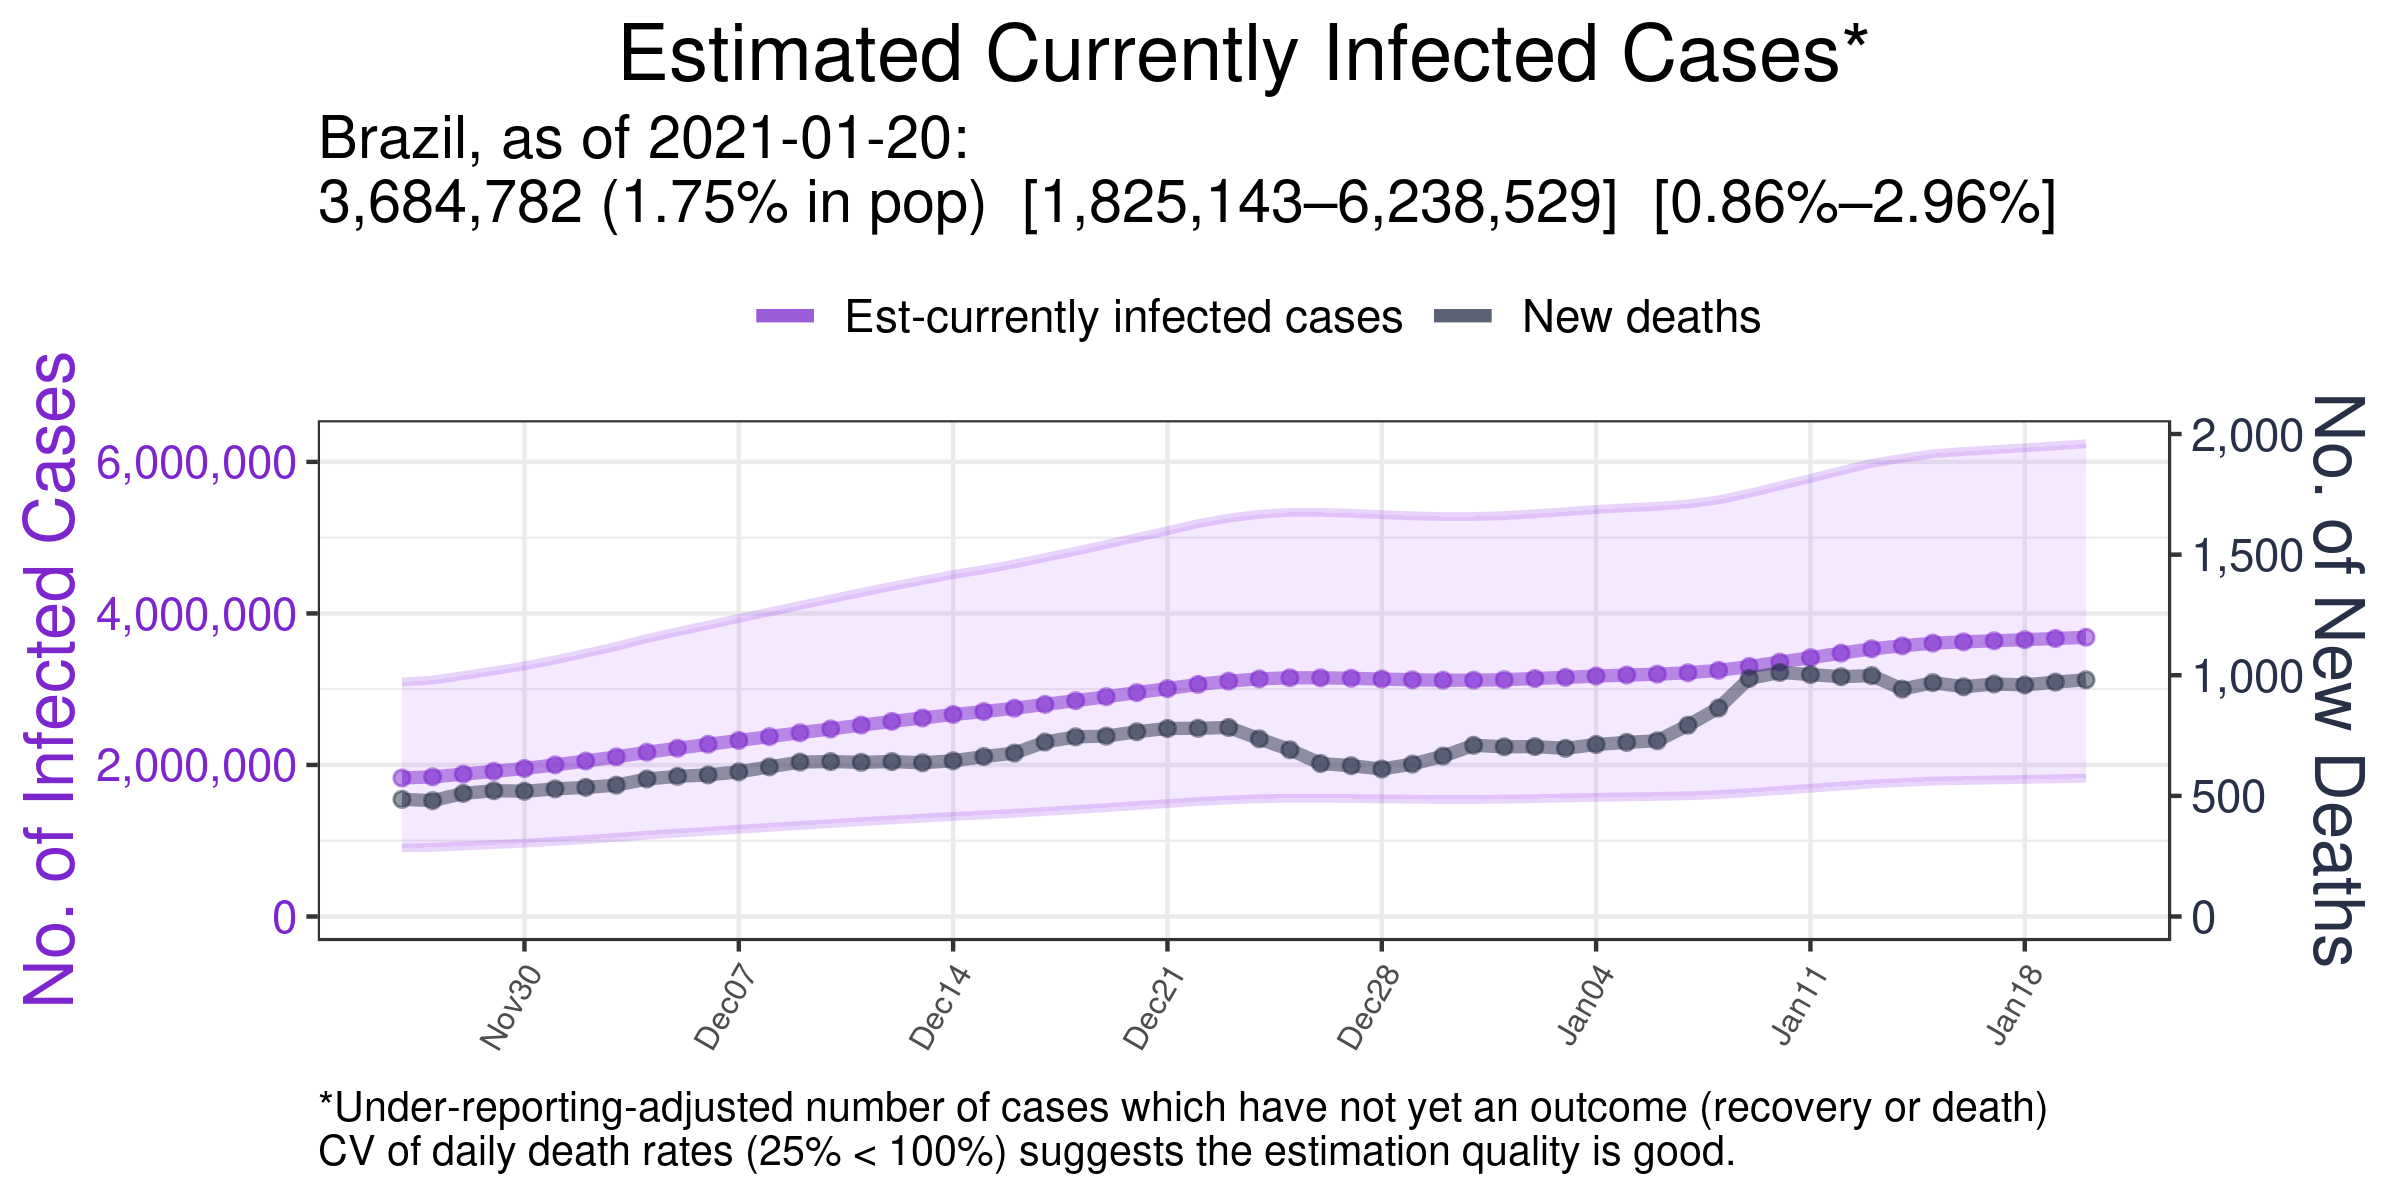 Estimated Currently Infected Cases*
Brazil, as of 2021-01-20:
3,684,782 (1.75% in pop)  [1,825,143–6,238,529]  [0.86%–2.96%]
Est-currently infected cases
New deaths
No. of Infected Cases
6,000,000
4,000,000
2,000,000
0
2,000
1,500
1,000
500
0
No. of New Deaths
Nov30
Dec07
Dec14
Dec21
Dec28
Jan04
Jan11
Jan18
*Under-reporting-adjusted number of cases which have not yet an outcome (recovery or death)
CV of daily death rates (25% < 100%) suggests the estimation quality is good.